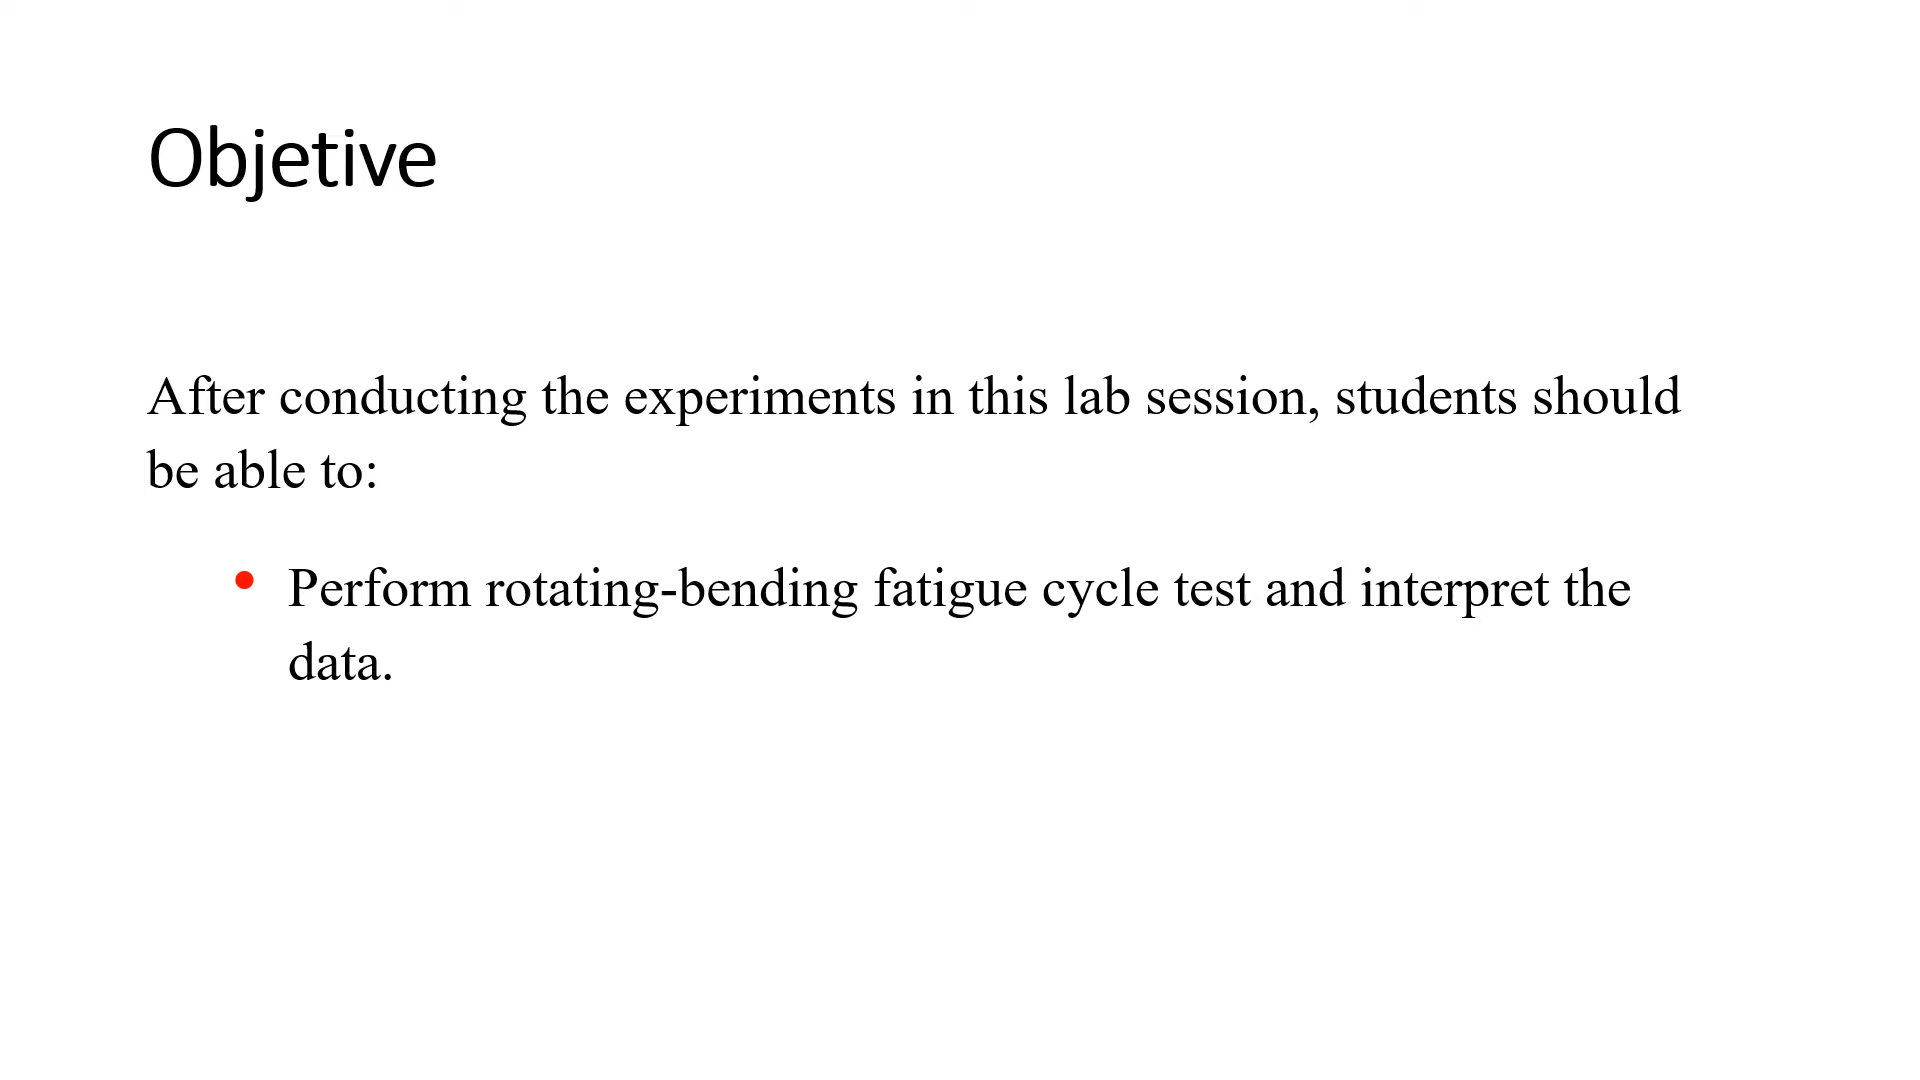 Objetive
After conducting the experiments in this lab session, students should
be able to:
• Perform rotating-bending fatigue cycle test and interpret the
data.